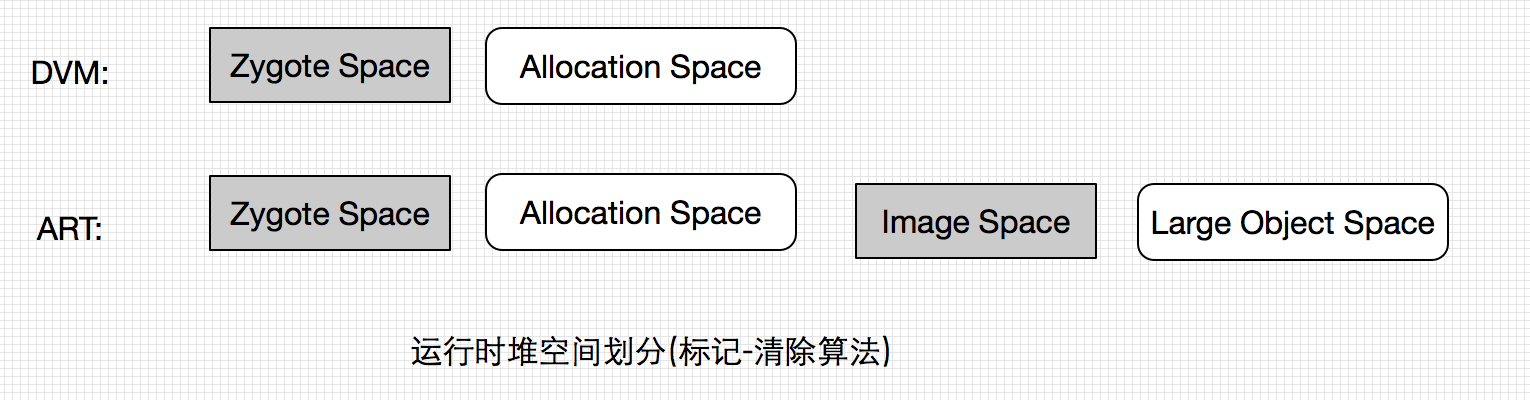 DVM: Zygote Space Allocation Space
ART: Zygote Space Allocation Space Image Space Large Object Space
运行时堆空间划分(标记-清除算法)